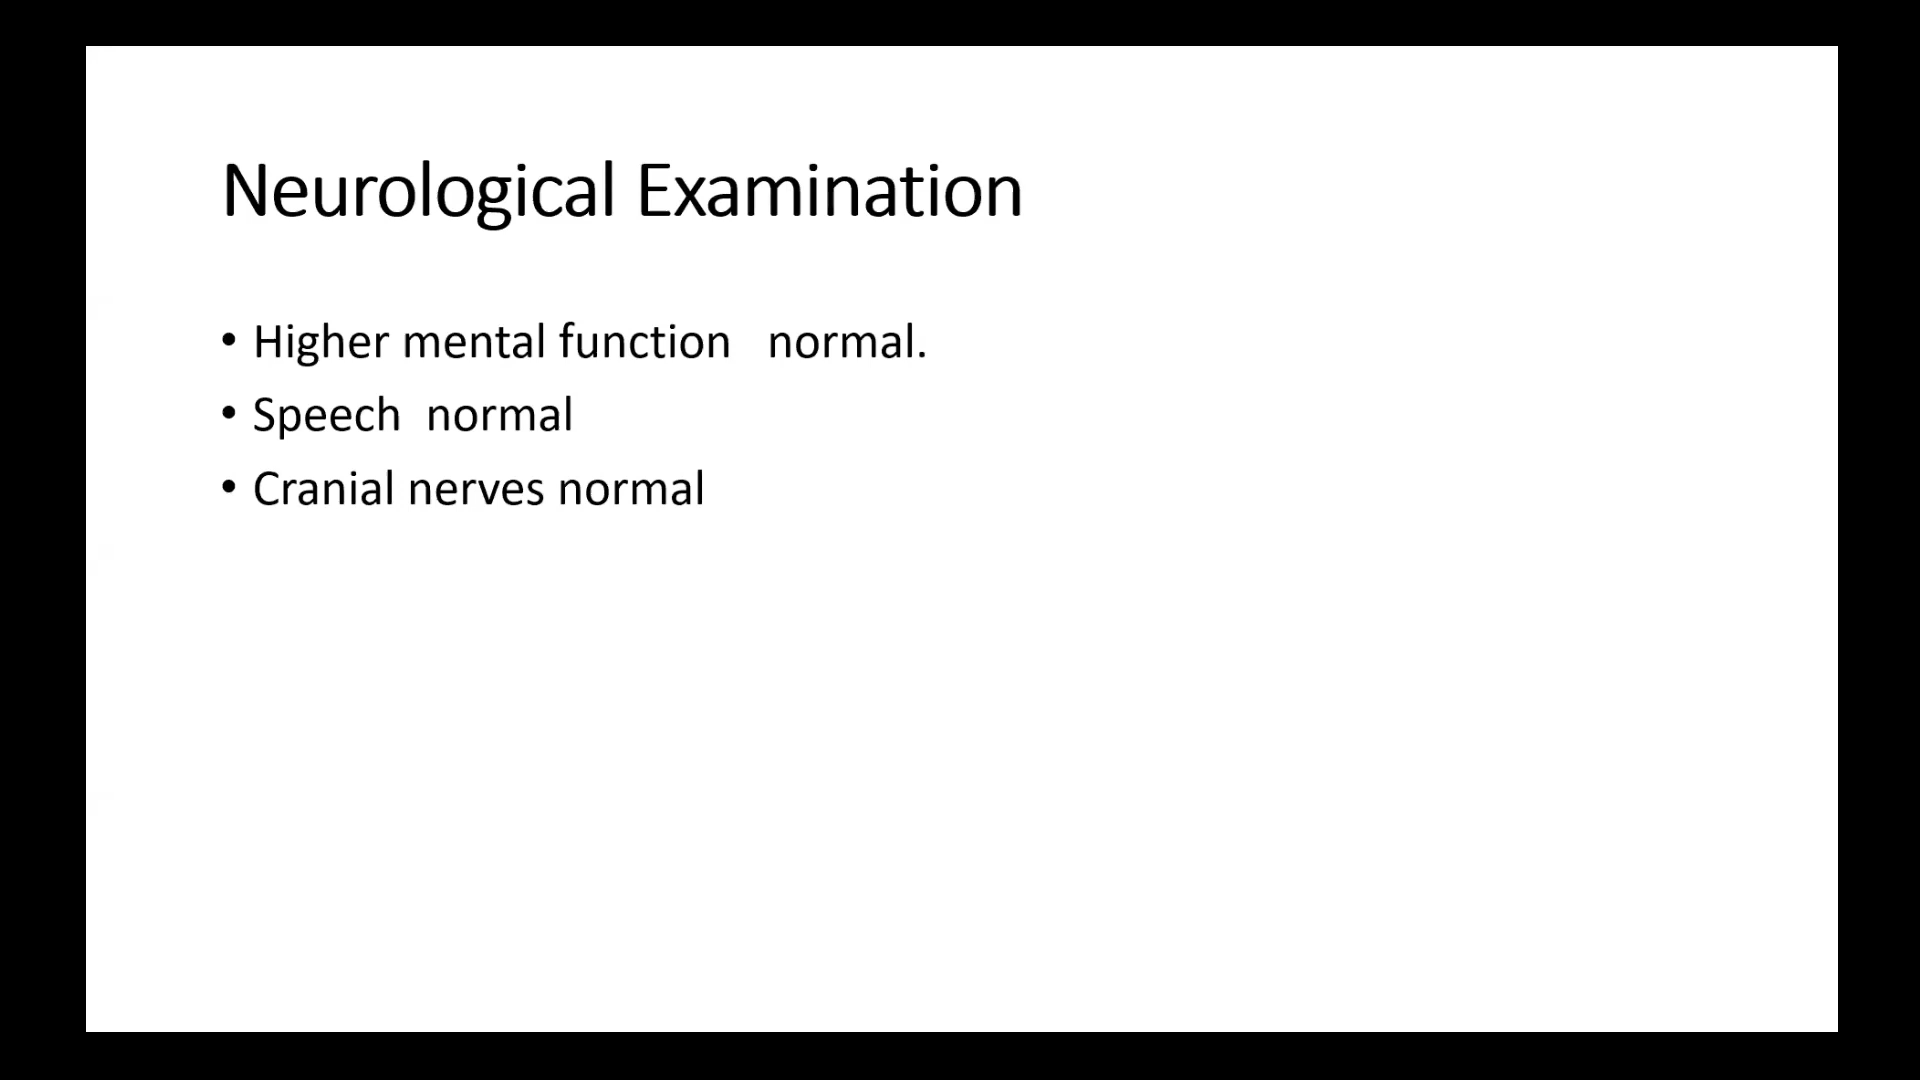 Neurological Examination
• Higher mental function   normal.
• Speech  normal
• Cranial nerves normal